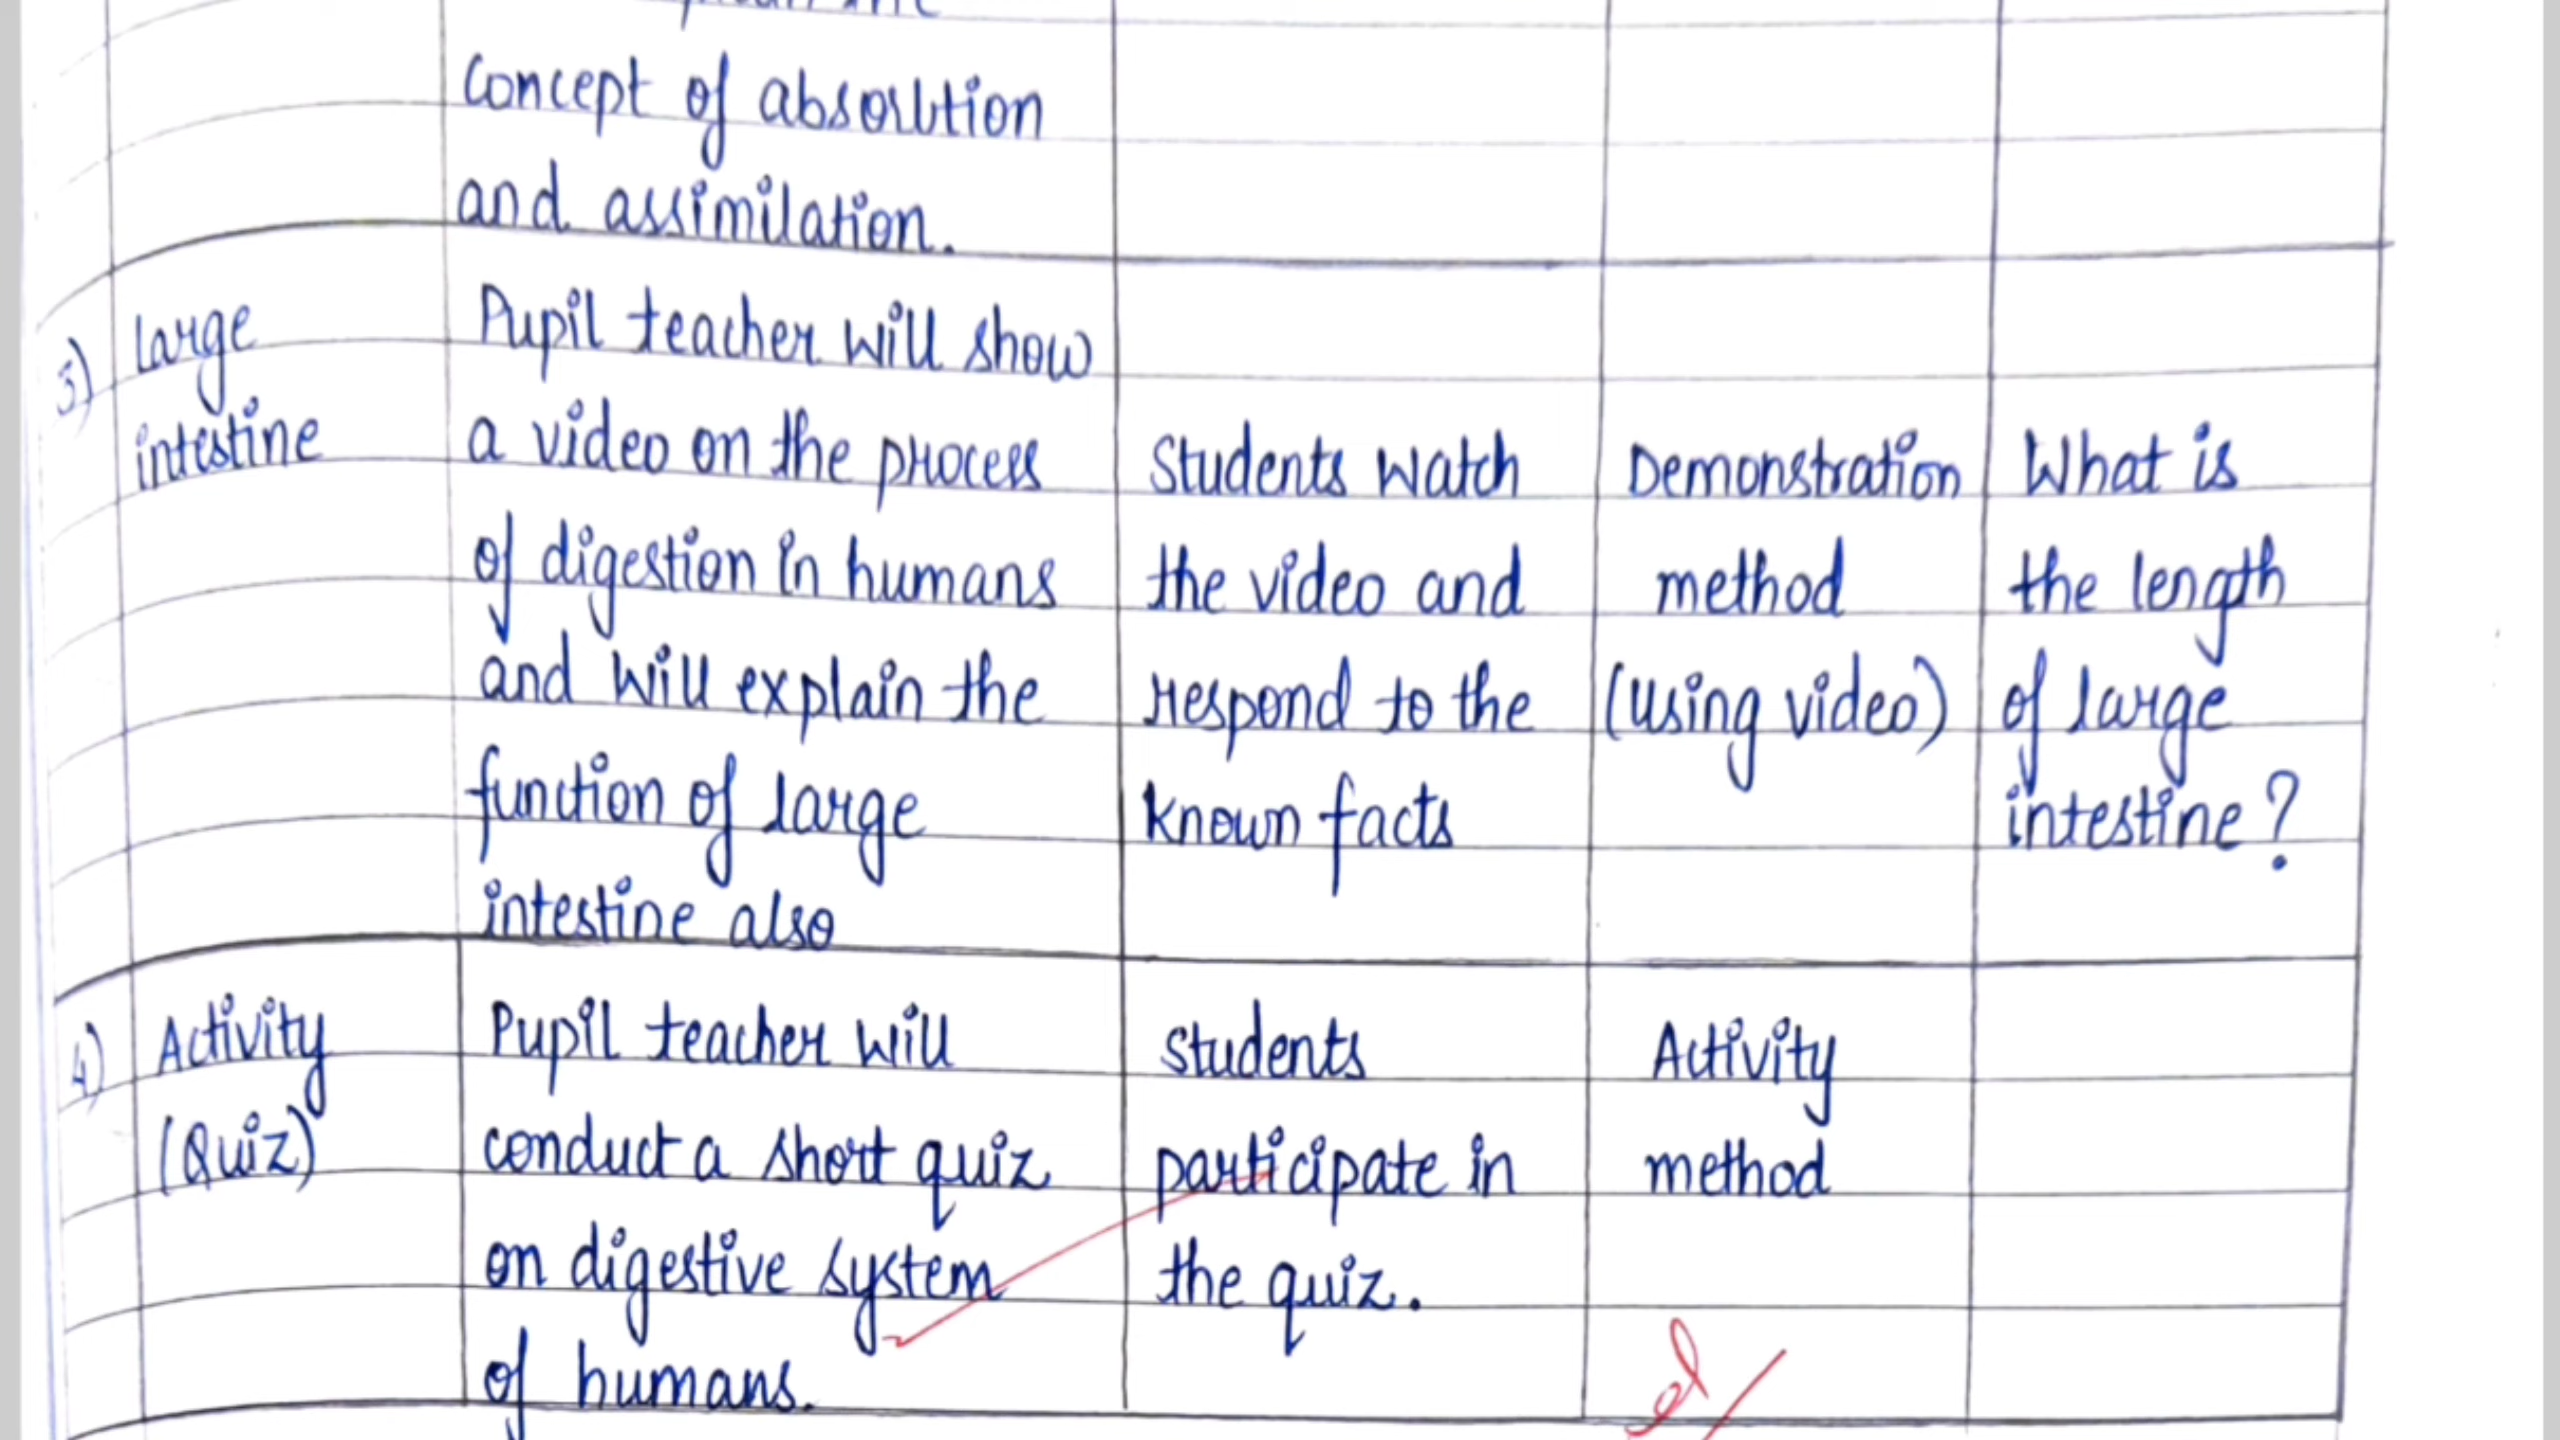 Concept of absorbtion
and assimilation.
3) large
intestine
Pupil teacher will show
a video on the process
of digestion in humans
and will explain the
function of large
intestine also
Students watch
the video and
respond to the
known facts
Demonstration
method
(using video)
What is
the length
of large
intestine?
4) Activity
(Quiz)
Pupil teacher will
conduct a short quiz
on digestive system
of humans.
students
participate in
the quiz.
Activity
method